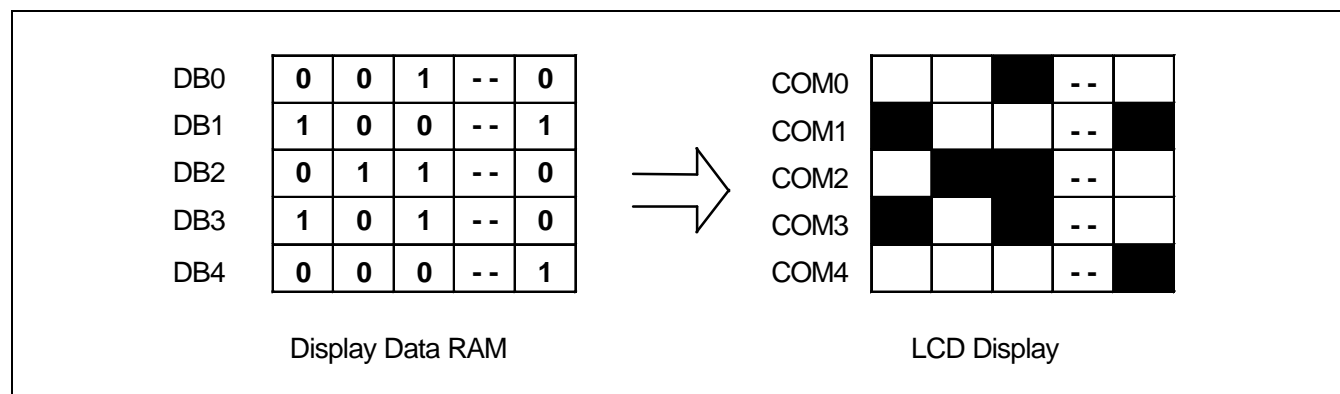 DB0 0 0 1 -- 0 COM0 --
DB1 1 0 0 -- 1 COM1 --
DB2 0 1 1 -- 0 COM2 --
DB3 1 0 1 -- 0 COM3 --
DB4 0 0 0 -- 1 COM4 --
Display Data RAM LCD Display